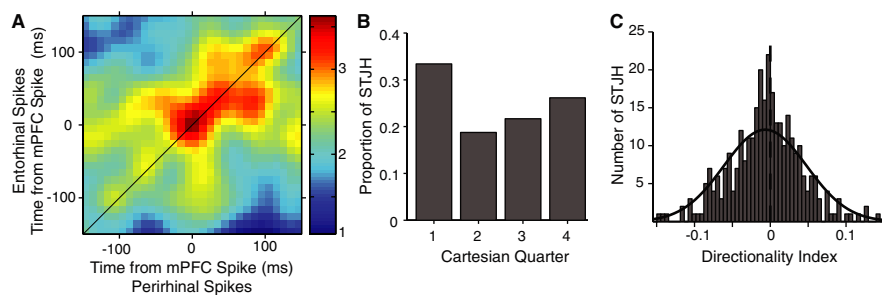 A
Entorhinal Spikes
Time from mPFC Spike (ms)
100
0
-100
-100
0
100
Time from mPFC Spike (ms)
Perirhinal Spikes
3
2
1
B
Proportion of STJH
0.4
0.3
0.2
0.1
0
1
2
3
4
Cartesian Quarter
C
Number of STJH
25
20
15
10
5
-0.1
0
0.1
Directionality Index